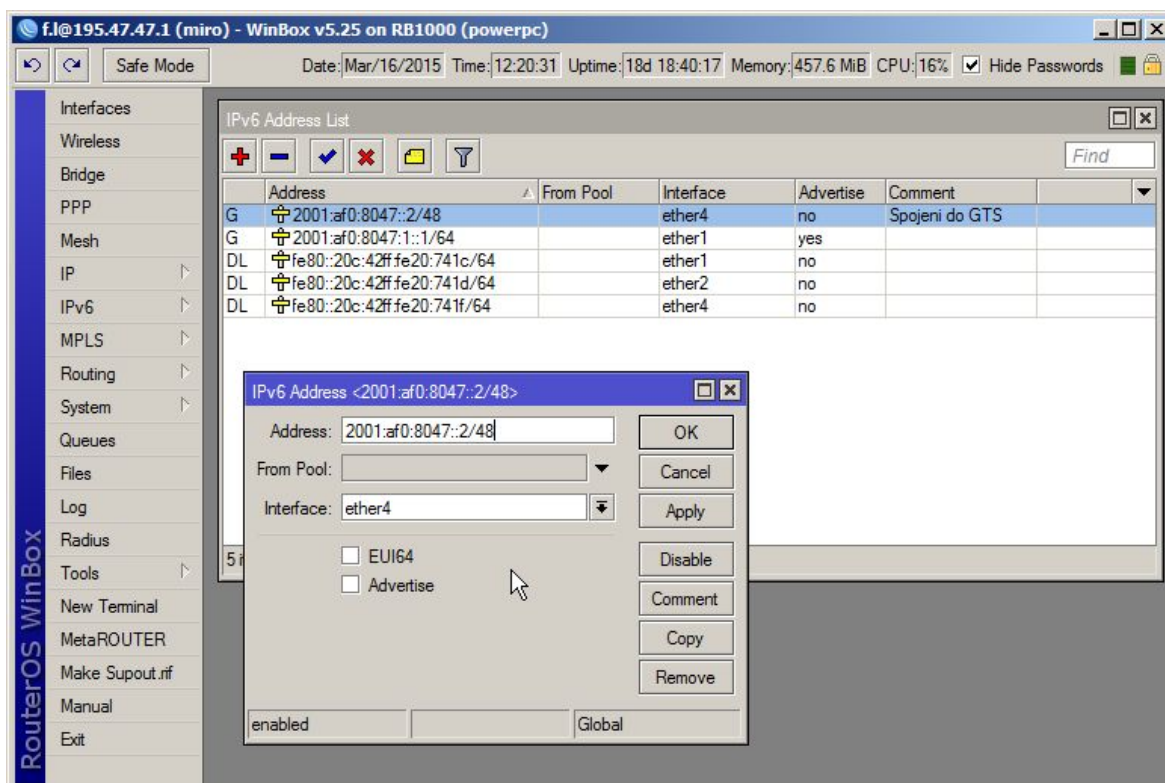 f.l@195.47.47.1 (miro) - WinBox v5.25 on RB1000 (powerpc)
Safe Mode Date: Mar/16/2015 Time: 12:20:31 Uptime: 18d 18:40:17 Memory: 457.6 MiB CPU: 16% Hide Passwords
RouterOS WinBox
Interfaces
Wireless
Bridge
PPP
Mesh
IP
IPv6
MPLS
Routing
System
Queues
Files
Log
Radius
Tools
New Terminal
MetaROUTER
Make Supout.rif
Manual
Exit
IPv6 Address List
Find
Address From Pool Interface Advertise Comment
G 2001:af0:8047::2/48 ether4 no Spojeni do GTS
G 2001:af0:8047:1::1/64 ether1 yes
DL fe80::20c:42ff:fe20:741c/64 ether1 no
DL fe80::20c:42ff:fe20:741d/64 ether2 no
DL fe80::20c:42ff:fe20:741f/64 ether4 no
IPv6 Address <2001:af0:8047::2/48>
Address: 2001:af0:8047::2/48
From Pool:
Interface: ether4
EUI64
Advertise
OK
Cancel
Apply
Disable
Comment
Copy
Remove
enabled Global